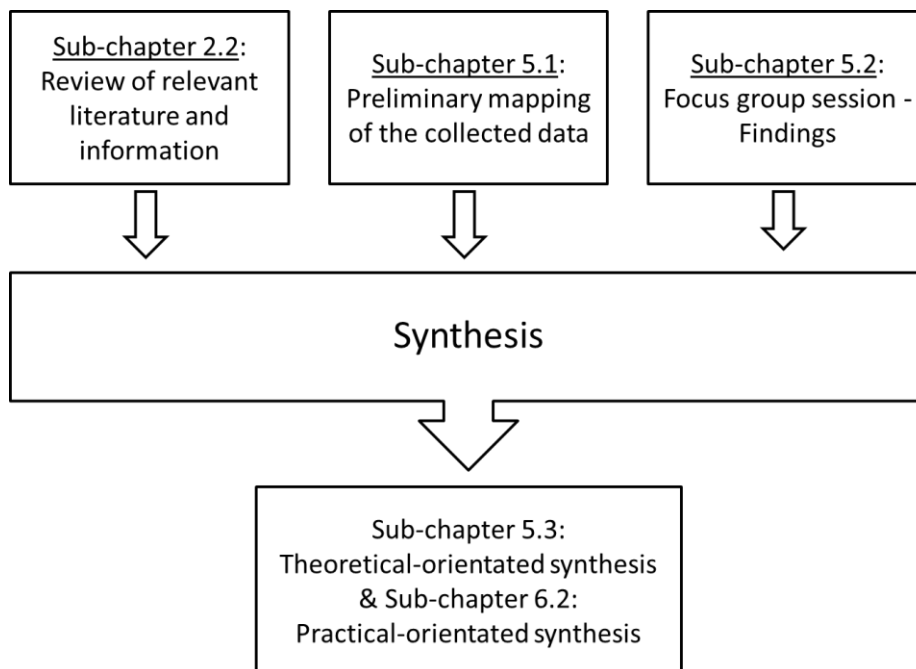 Sub-chapter 2.2:
Review of relevant
literature and
information
Sub-chapter 5.1:
Preliminary mapping
of the collected data
Sub-chapter 5.2:
Focus group session -
Findings
Synthesis
Sub-chapter 5.3:
Theoretical-orientated synthesis
& Sub-chapter 6.2:
Practical-orientated synthesis